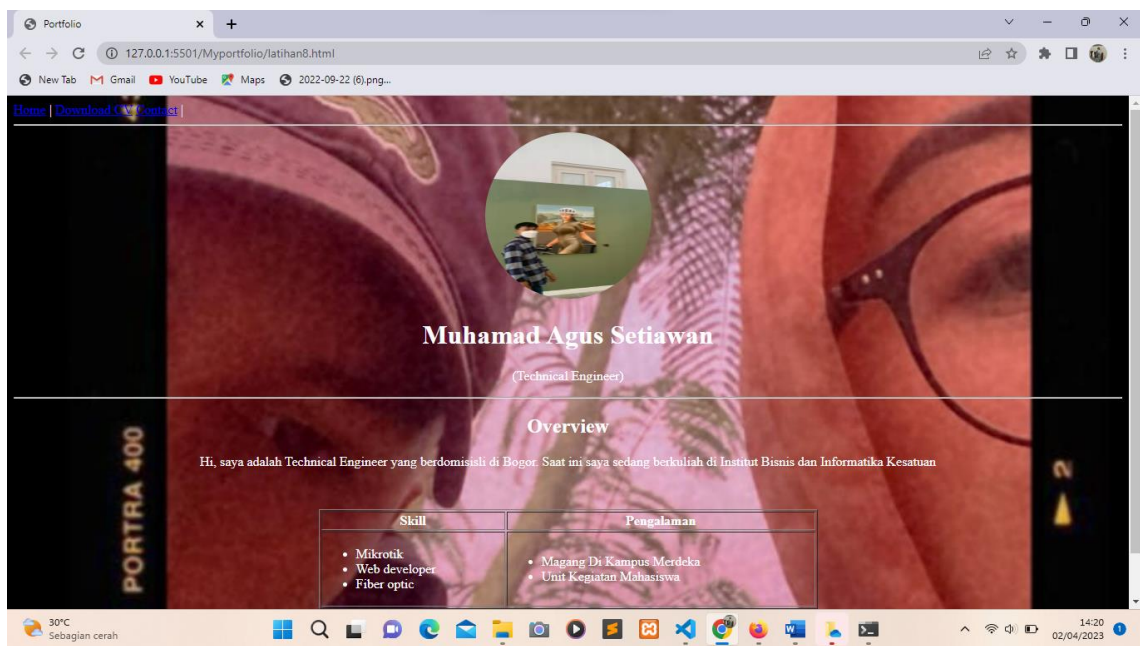 Portfolio
127.0.0.1:5501/Myportfolio/latihan8.html
New Tab Gmail YouTube Maps 2022-09-22 (6).png...
Home | Download CV Contact |
Muhamad Agus Setiawan
(Technical Engineer)
Overview
Hi, saya adalah Technical Engineer yang berdomisisli di Bogor. Saat ini saya sedang berkuliah di Institut Bisnis dan Informatika Kesatuan
Skill Pengalaman
Mikrotik
Web developer
Fiber optic
Magang Di Kampus Merdeka
Unit Kegiatan Mahasiswa
PORTRA 400
2
30°C
Sebagian cerah
14:20
02/04/2023
1